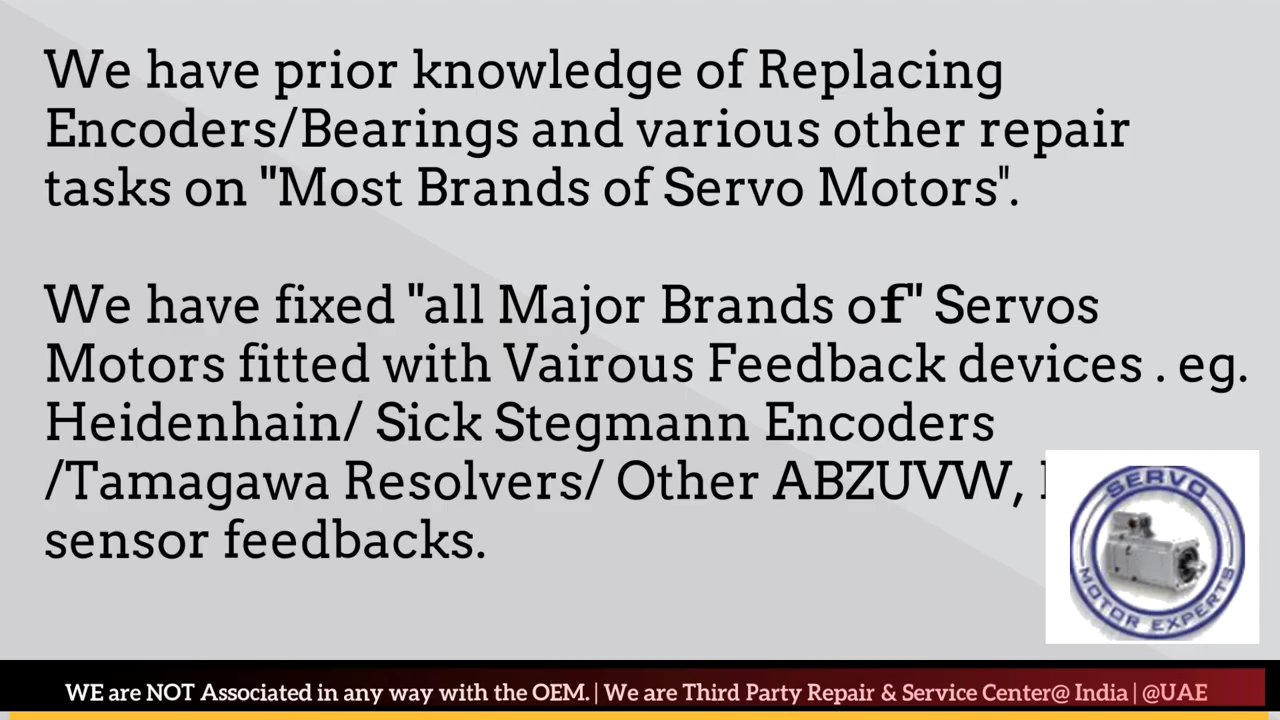 We have prior knowledge of Replacing
Encoders/Bearings and various other repair
tasks on "Most Brands of Servo Motors".
We have fixed "all Major Brands of" Servos
Motors fitted with Vairous Feedback devices . eg.
Heidenhain/ Sick Stegmann Encoders
/Tamagawa Resolvers/ Other ABZUVW,
sensor feedbacks.
SERVO
MOTOR EXPERTS
WE are NOT Associated in any way with the OEM. | We are Third Party Repair & Service Center@ India | @UAE